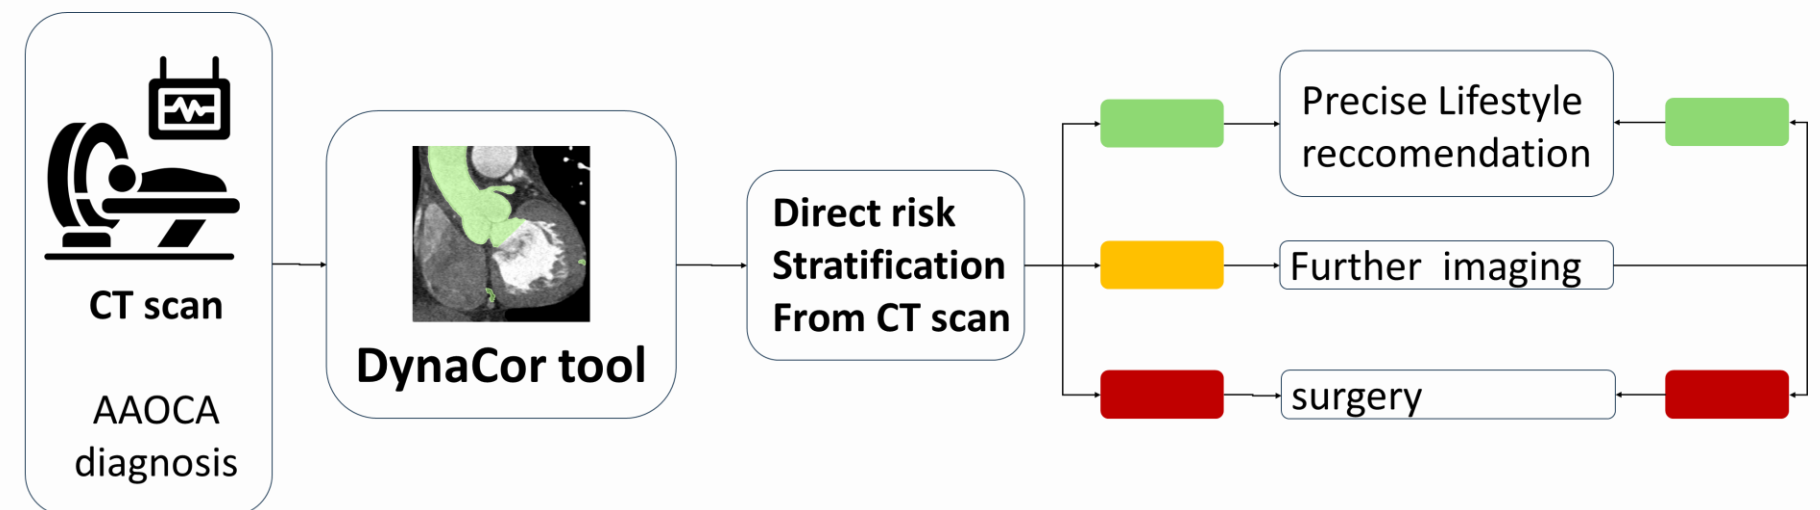 CT scan
AAOCA
diagnosis
DynaCor tool
Direct risk
Stratification
From CT scan
Precise Lifestyle
reccomendation
Further imaging
surgery